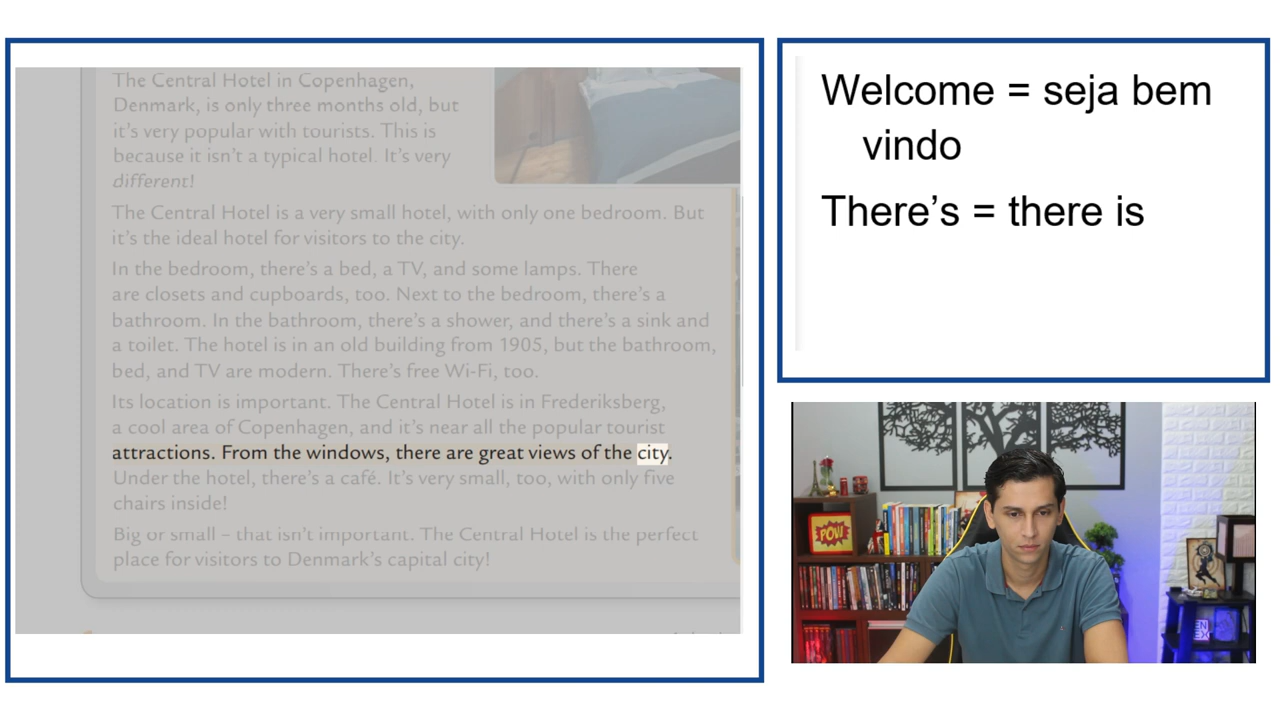 The Central Hotel in Copenhagen,
Denmark, is only three months old, but
it's very popular with tourists. This is
because it isn't a typical hotel. It's very
different!
The Central Hotel is a very small hotel, with only one bedroom. But
it's the ideal hotel for visitors to the city.
In the bedroom, there's a bed, a TV, and some lamps. There
are closets and cupboards, too. Next to the bedroom, there's a
bathroom. In the bathroom, there's a shower, and there's a sink and
a toilet. The hotel is in an old building from 1905, but the bathroom,
bed, and TV are modern. There's free Wi-Fi, too.
Its location is important. The Central Hotel is in Frederiksberg,
a cool area of Copenhagen, and it's near all the popular tourist
attractions. From the windows, there are great views of the city.
Under the hotel, there's a café. It's very small, too, with only five
chairs inside!
Big or small – that isn't important. The Central Hotel is the perfect
place for visitors to Denmark's capital city!
Welcome = seja bem
vindo
There's = there is
POW!